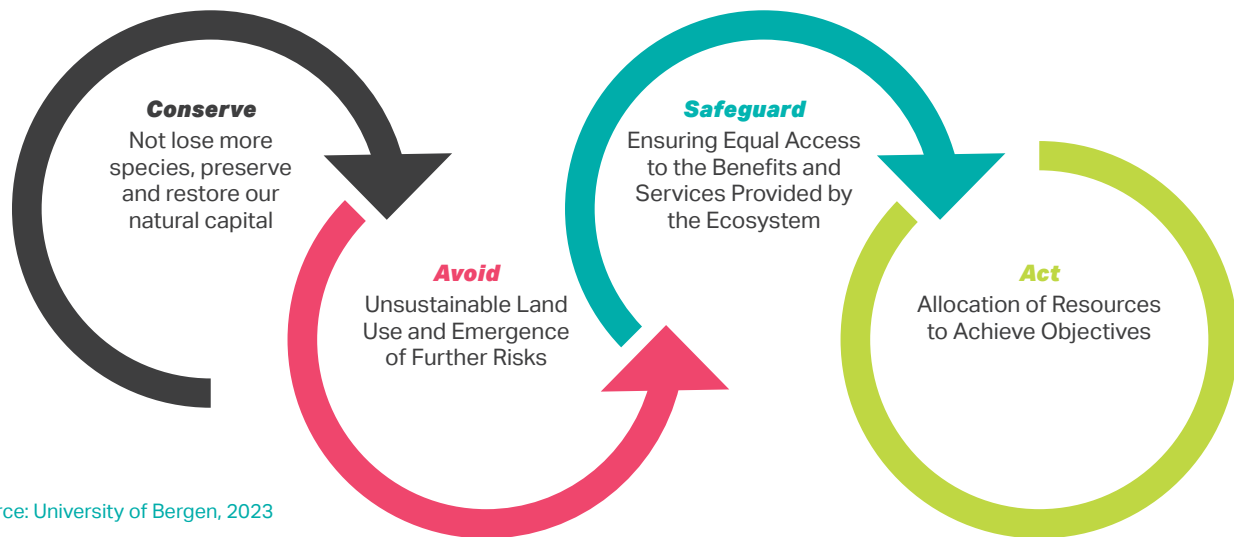 Conserve
Not lose more
species, preserve
and restore our
natural capital
Avoid
Unsustainable Land
Use and Emergence
of Further Risks
Safeguard
Ensuring Equal Access
to the Benefits and
Services Provided by
the Ecosystem
Act
Allocation of Resources
to Achieve Objectives
rce: University of Bergen, 2023